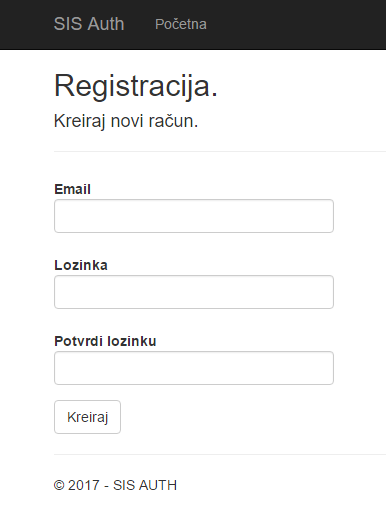 SIS Auth Početna
Registracija.
Kreiraj novi račun.
Email
Lozinka
Potvrdi lozinku
Kreiraj
© 2017 - SIS AUTH